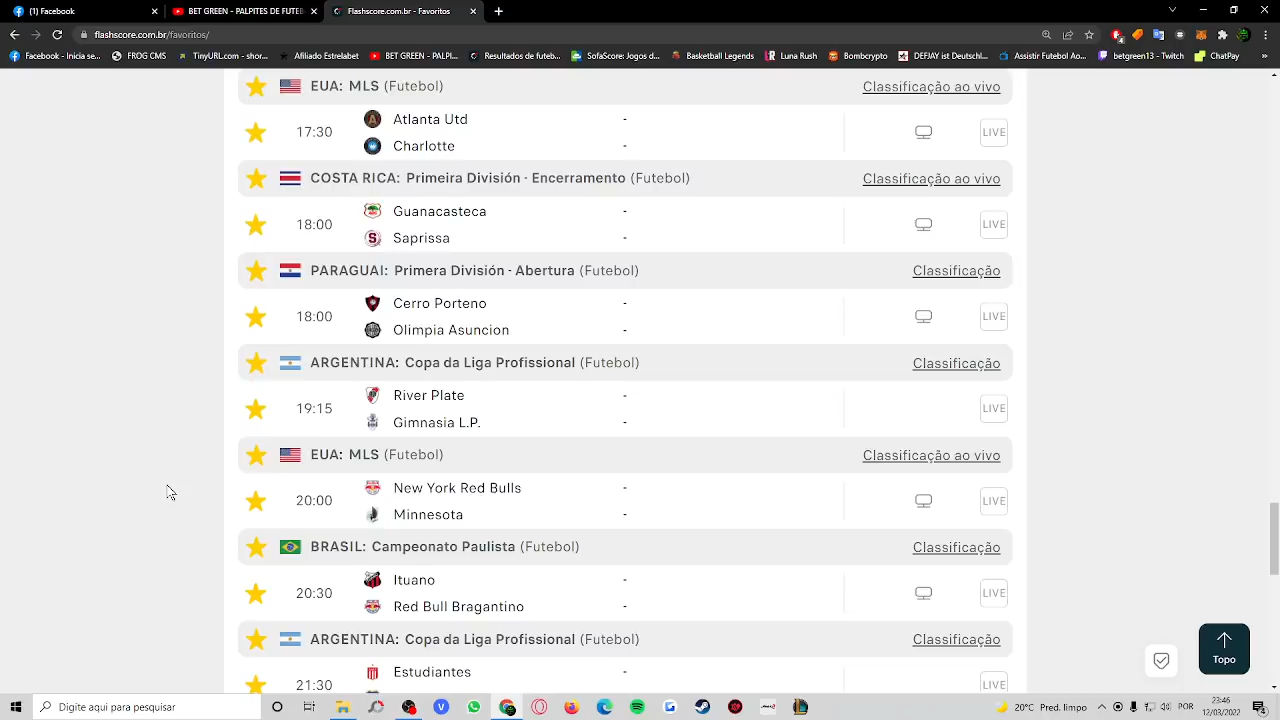 (1) Facebook
BET GREEN - PALPITES DE FUTEB
Flashscore.com.br - Favoritos
flashscore.com.br/favoritos/
Facebook - Inicia se...
FROG CMS
TinyURL.com - shor...
Afiliado Estrelabet
BET GREEN - PALPI...
Resultados de futeb...
SofaScore Jogos De...
Basketball Legends
Luna Rush
Bombcrypto
DEEJAY ist Deutschl...
Assistir Futebol Ao...
betgreen13 - Twitch
ChatPay
»
EUA: MLS (Futebol) Classificação ao vivo
17:30 Atlanta Utd - LIVE
Charlotte -
COSTA RICA: Primeira División - Encerramento (Futebol) Classificação ao vivo
18:00 Guanacasteca - LIVE
Saprissa -
PARAGUAI: Primera División - Abertura (Futebol) Classificação
18:00 Cerro Porteno - LIVE
Olimpia Asuncion -
ARGENTINA: Copa da Liga Profissional (Futebol) Classificação
19:15 River Plate - LIVE
Gimnasia L.P. -
EUA: MLS (Futebol) Classificação ao vivo
20:00 New York Red Bulls - LIVE
Minnesota -
BRASIL: Campeonato Paulista (Futebol) Classificação
20:30 Ituano - LIVE
Red Bull Bragantino -
ARGENTINA: Copa da Liga Profissional (Futebol) Classificação
21:30 Estudiantes - LIVE
Topo
Digite aqui para pesquisar
20°C Pred. limpo
POR
23:46
12/03/2022